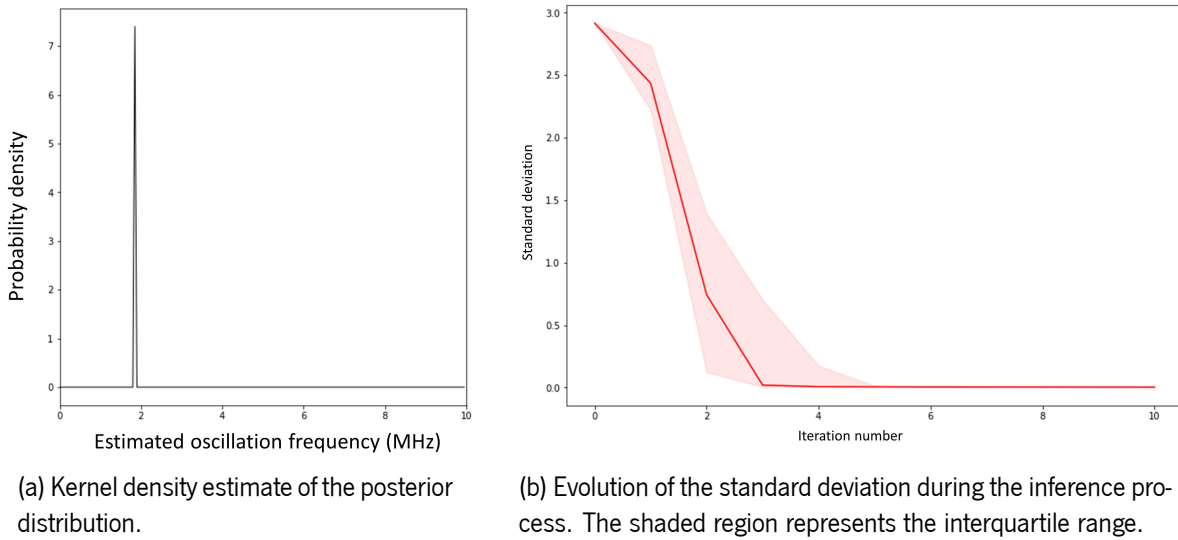 7
6
5
4
3
2
1
0
Probability density
0 2 4 6 8 10
Estimated oscillation frequency (MHz)
3.0
2.5
2.0
1.5
1.0
0.5
0.0
Standard deviation
0 2 4 6 8 10
Iteration number
(a) Kernel density estimate of the posterior
distribution.
(b) Evolution of the standard deviation during the inference pro-
cess. The shaded region represents the interquartile range.